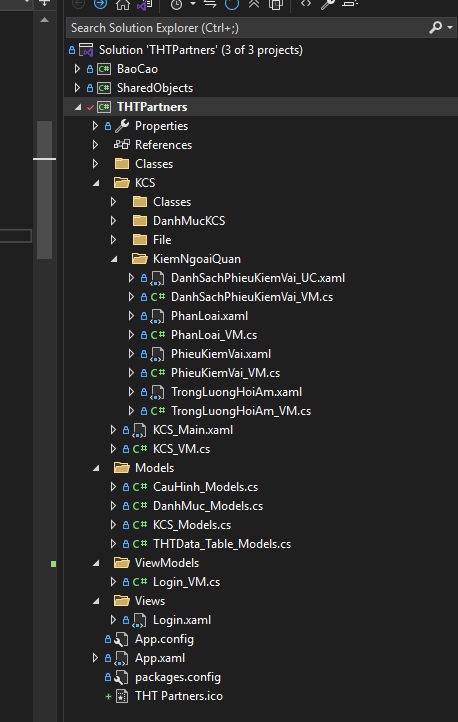 Search Solution Explorer (Ctrl+;)
Solution 'THTPartners' (3 of 3 projects)
C# BaoCao
C# SharedObjects
C# THTPartners
Properties
References
Classes
KCS
Classes
DanhMucKCS
File
KiemNgoaiQuan
DanhSachPhieuKiemVai_UC.xaml
C# DanhSachPhieuKiemVai_VM.cs
PhanLoai.xaml
C# PhanLoai_VM.cs
PhieuKiemVai.xaml
C# PhieuKiemVai_VM.cs
TrongLuongHoiAm.xaml
C# TrongLuongHoiAm_VM.cs
KCS_Main.xaml
C# KCS_VM.cs
Models
C# CauHinh_Models.cs
C# DanhMuc_Models.cs
C# KCS_Models.cs
C# THTData_Table_Models.cs
ViewModels
C# Login_VM.cs
Views
Login.xaml
App.config
App.xaml
packages.config
THT Partners.ico